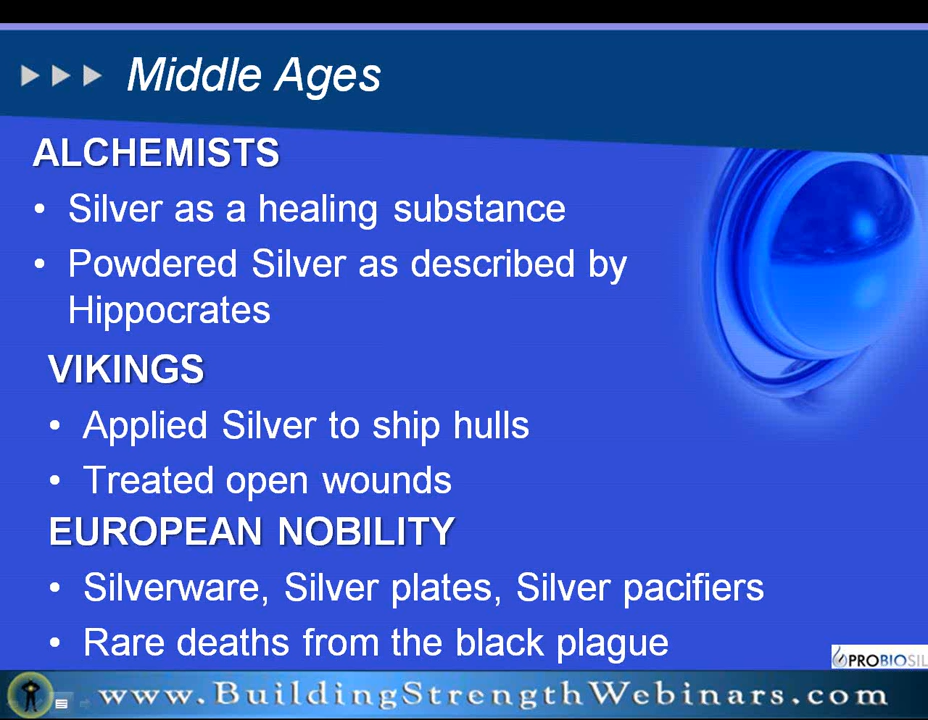 Middle Ages
ALCHEMISTS
• Silver as a healing substance
• Powdered Silver as described by
Hippocrates
VIKINGS
• Applied Silver to ship hulls
• Treated open wounds
EUROPEAN NOBILITY
• Silverware, Silver plates, Silver pacifiers
• Rare deaths from the black plague
PROBIOSIL
www.BuildingStrengthWebinars.com